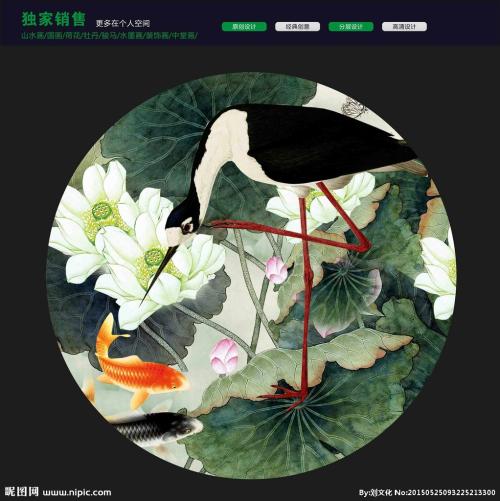 独家销售 更多在个人空间
山水画/国画/荷花/牡丹/骏马/水墨画/装饰画/中堂画/
原创设计 经典创意 分层设计 高清设计
昵图网 www.nipic.com
By:刘文化 No:20150525093225213300